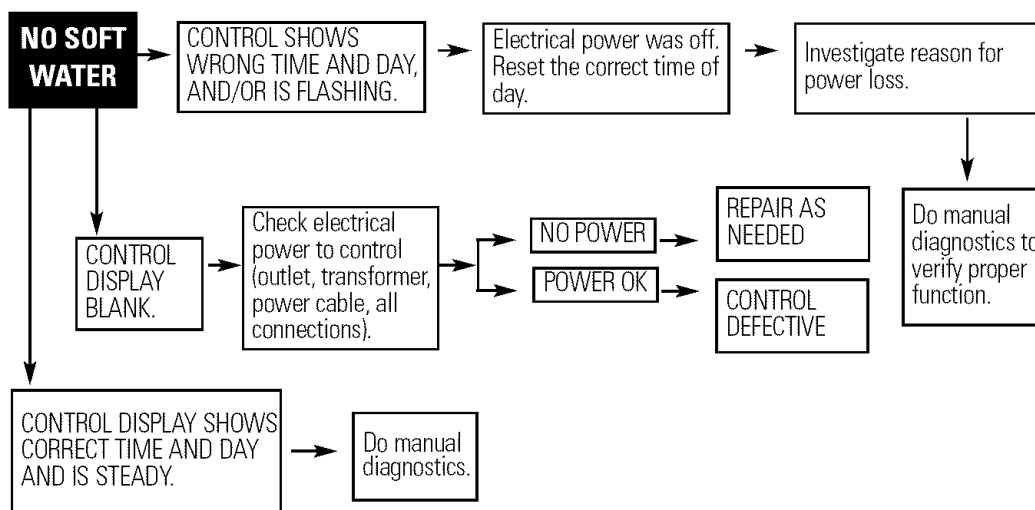 NO SOFT
WATER
CONTROL SHOWS
WRONG TIME AND DAY,
AND/OR IS FLASHING.
Electrical power was off.
Reset the correct time of
day.
Investigate reason for
power loss.
CONTROL
DISPLAY
BLANK.
Check electrical
power to control
(outlet, transformer,
power cable, all
connections).
NO POWER
POWER OK
REPAIR AS
NEEDED
CONTROL
DEFECTIVE
Do manual
diagnostics to
verify proper
function.
CONTROL DISPLAY SHOWS
CORRECT TIME AND DAY
AND IS STEADY.
Do manual
diagnostics.